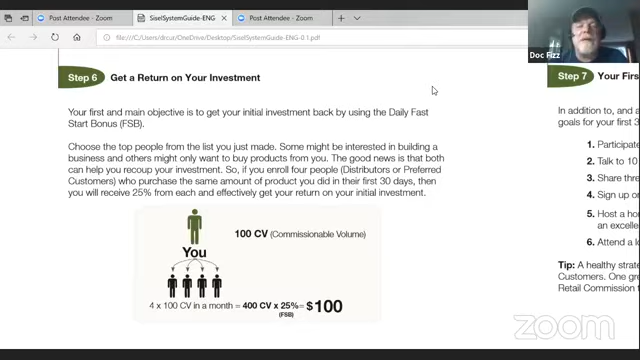 Post Attendee - Zoom
SiselSystemGuide-ENG-0.1.pdf
Post Attendee - Zoom
file:///C:/Users/drcur/OneDrive/Desktop/SiselSystemGuide-ENG-0.1.pdf
Doc Fizz
Step 6 Get a Return on Your Investment
Your first and main objective is to get your initial investment back by using the Daily Fast
Start Bonus (FSB).
Choose the top people from the list you just made. Some might be interested in building a
business and others might only want to buy products from you. The good news is that both
can help you recoup your investment. So, if you enroll four people (Distributors or Preferred
Customers) who purchase the same amount of product you did in their first 30 days, then
you will receive 25% from each and effectively get your return on your initial investment.
100 CV (Commissionable Volume)
You
4 x 100 CV in a month = 400 CV x 25% = $100
(FSB)
Step 7 Your Firs
In addition to, and a
goals for your first 3
1. Participate
2. Talk to 10
3. Share thre
4. Sign up or
5. Host a ho
an excelle
6. Attend a l
Tip: A healthy strate
Customers. One gre
Retail Commission f
zoom